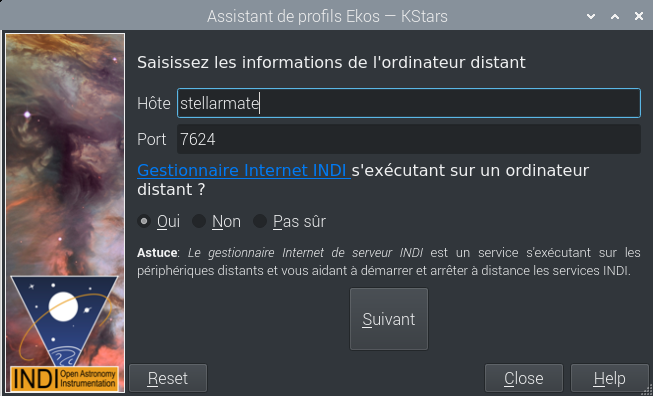 Assistant de profils Ekos — KStars
Saisissez les informations de l'ordinateur distant
Hôte stellarmate
Port 7624
Gestionnaire Internet INDI s'exécutant sur un ordinateur
distant ?
Oui Non Pas sûr
Astuce: Le gestionnaire Internet de serveur INDI est un service s'exécutant sur les
périphériques distants et vous aidant à démarrer et arrêter à distance les services INDI.
Suivant
INDI Open Astronomy
Instrumentation
Reset Close Help